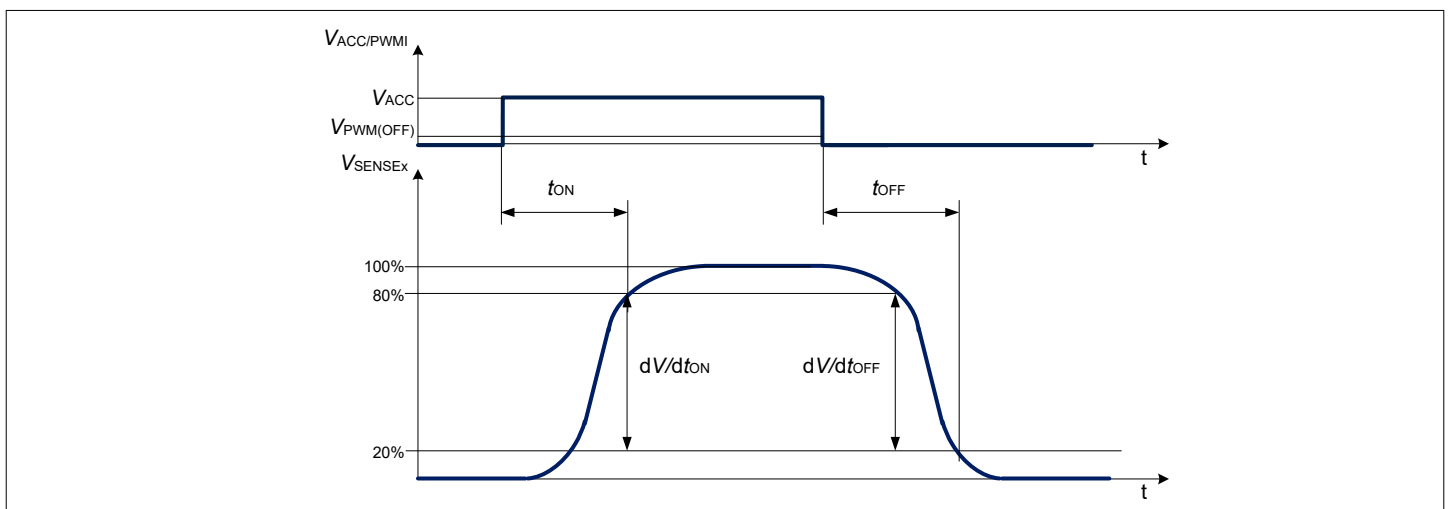 VACC/PWMI
VACC
VPWM(OFF)
t
VSENSEx
tON
tOFF
100%
80%
dV/dtON
dV/dtOFF
20%
t